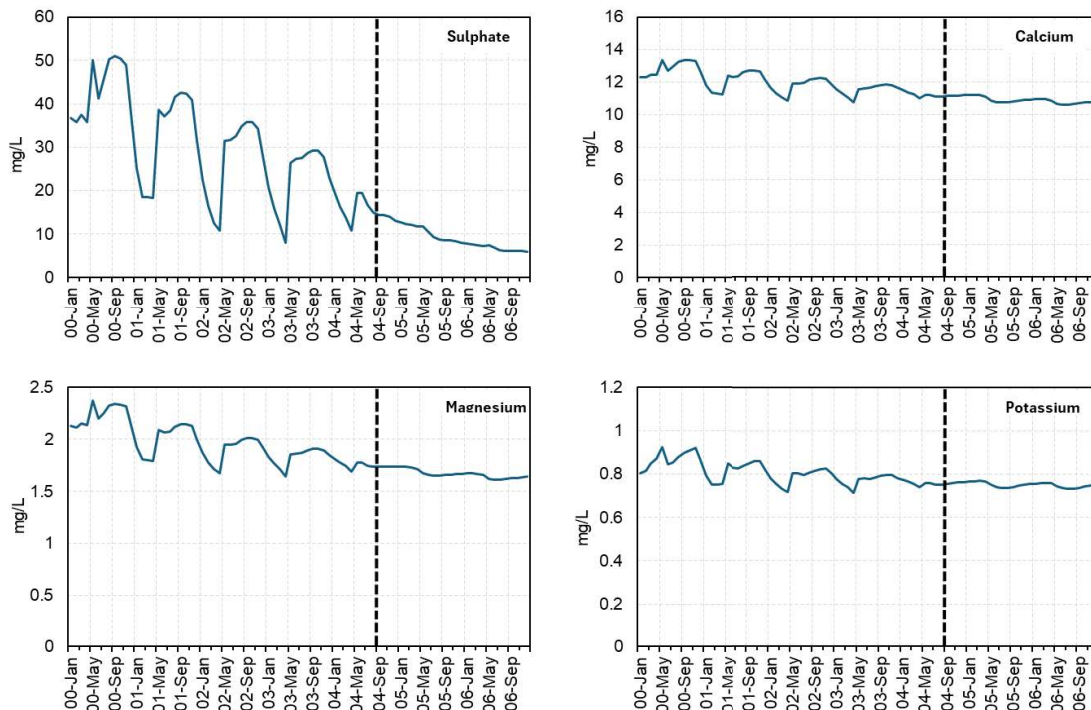 60
50
40
30
20
10
0
mg/L
Sulphate
00-Jan
00-May
00-Sep
01-Jan
01-May
01-Sep
02-Jan
02-May
02-Sep
03-Jan
03-May
03-Sep
04-Jan
04-May
04-Sep
05-Jan
05-May
05-Sep
06-Jan
06-May
06-Sep
16
14
12
10
8
6
4
2
0
mg/L
Calcium
00-Jan
00-May
00-Sep
01-Jan
01-May
01-Sep
02-Jan
02-May
02-Sep
03-Jan
03-May
03-Sep
04-Jan
04-May
04-Sep
05-Jan
05-May
05-Sep
06-Jan
06-May
06-Sep
2.5
2
1.5
1
0.5
0
mg/L
Magnesium
00-Jan
00-May
00-Sep
01-Jan
01-May
01-Sep
02-Jan
02-May
02-Sep
03-Jan
03-May
03-Sep
04-Jan
04-May
04-Sep
05-Jan
05-May
05-Sep
06-Jan
06-May
06-Sep
1.2
1
0.8
0.6
0.4
0.2
0
mg/L
Potassium
00-Jan
00-May
00-Sep
01-Jan
01-May
01-Sep
02-Jan
02-May
02-Sep
03-Jan
03-May
03-Sep
04-Jan
04-May
04-Sep
05-Jan
05-May
05-Sep
06-Jan
06-May
06-Sep